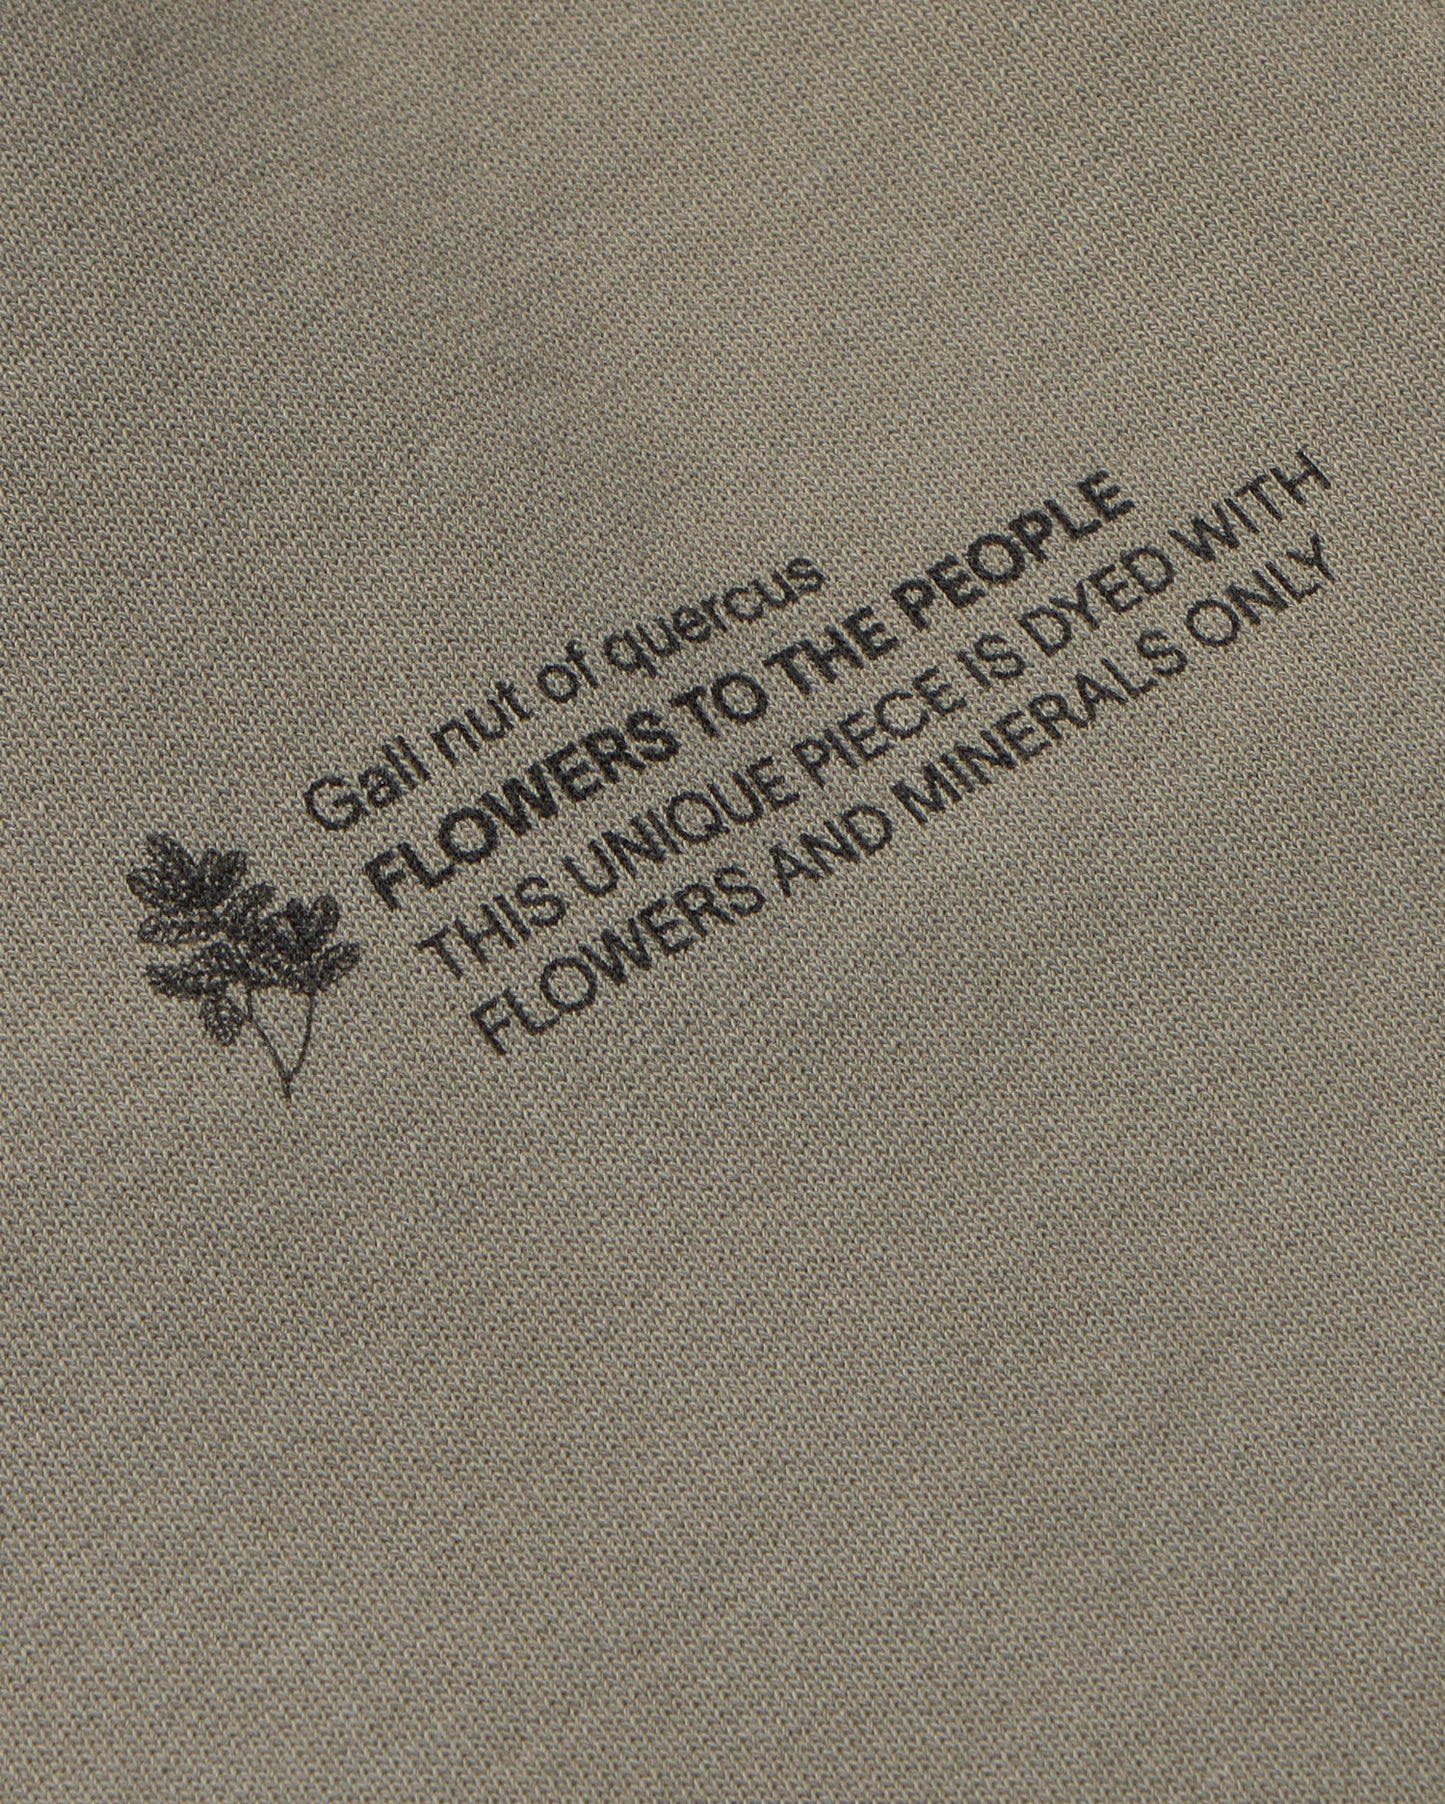 Gall nut of quercus
FLOWERS TO THE PEOPLE
THIS UNIQUE PIECE IS DYED WITH
FLOWERS AND MINERALS ONLY